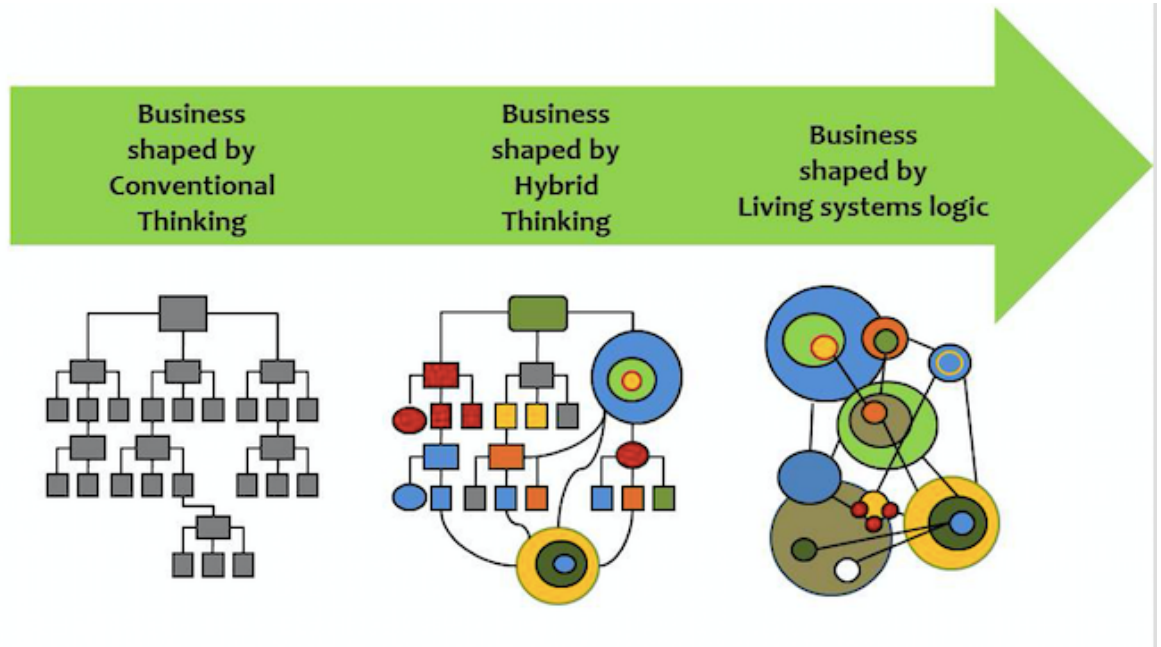 Business
shaped by
Conventional
Thinking
Business
shaped by
Hybrid
Thinking
Business
shaped by
Living systems logic